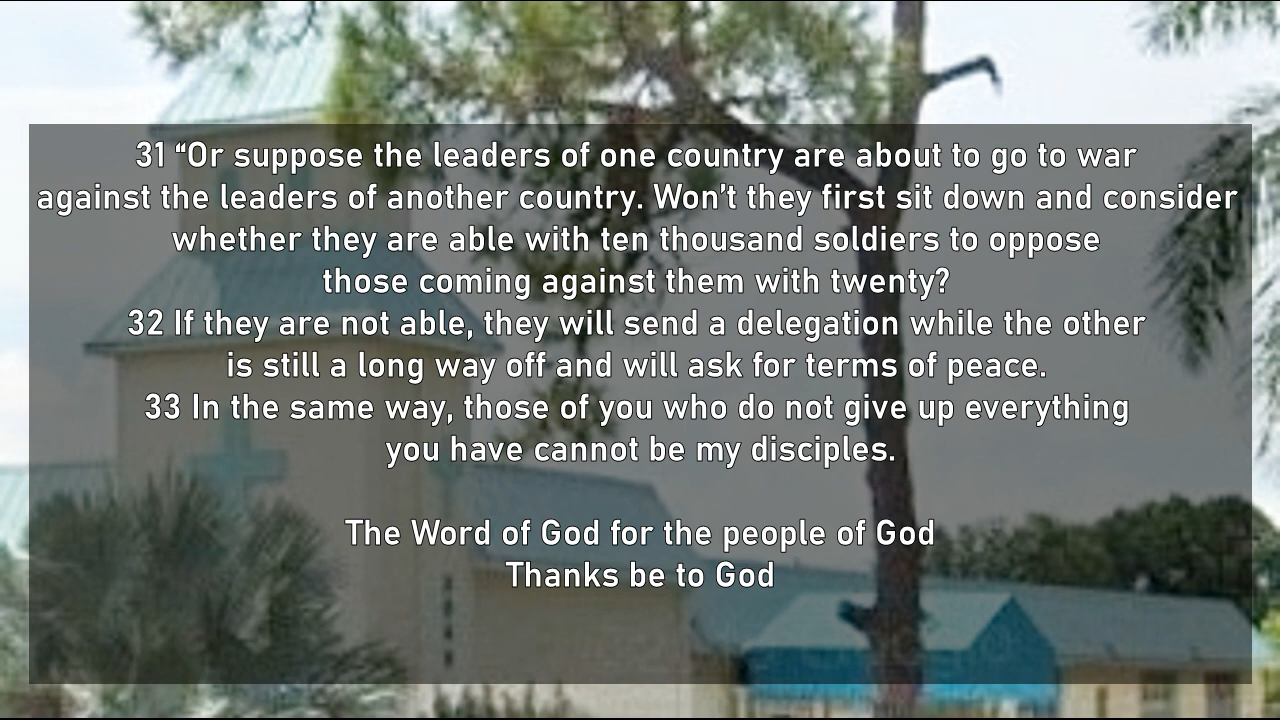 31 “Or suppose the leaders of one country are about to go to war
against the leaders of another country. Won’t they first sit down and consider
whether they are able with ten thousand soldiers to oppose
those coming against them with twenty?
32 If they are not able, they will send a delegation while the other
is still a long way off and will ask for terms of peace.
33 In the same way, those of you who do not give up everything
you have cannot be my disciples.
The Word of God for the people of God
Thanks be to God